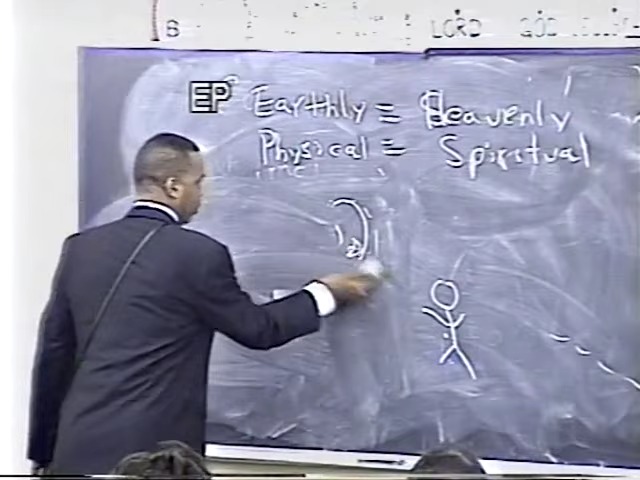 B LORD GOD
EP Earthly = Heavenly
Physical = Spiritual